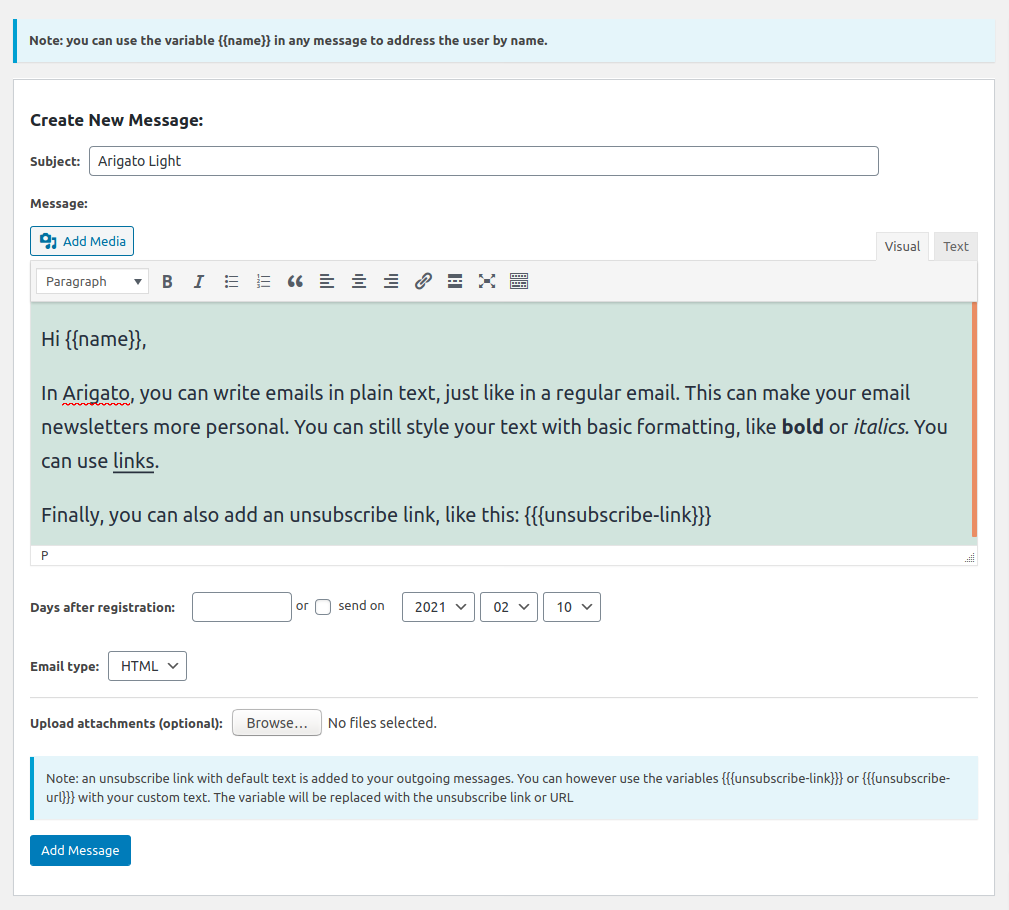 Note: you can use the variable {{name}} in any message to address the user by name.
Create New Message:
Subject: Arigato Light
Message:
Add Media
Visual Text
Paragraph B I
Hi {{name}},
In Arigato, you can write emails in plain text, just like in a regular email. This can make your email
newsletters more personal. You can still style your text with basic formatting, like bold or italics. You
can use links.
Finally, you can also add an unsubscribe link, like this: {{{unsubscribe-link}}}
P
Days after registration: or send on 2021 02 10
Email type: HTML
Upload attachments (optional): Browse... No files selected.
Note: an unsubscribe link with default text is added to your outgoing messages. You can however use the variables {{{unsubscribe-link}}} or {{{unsubscribe-
url}}} with your custom text. The variable will be replaced with the unsubscribe link or URL
Add Message